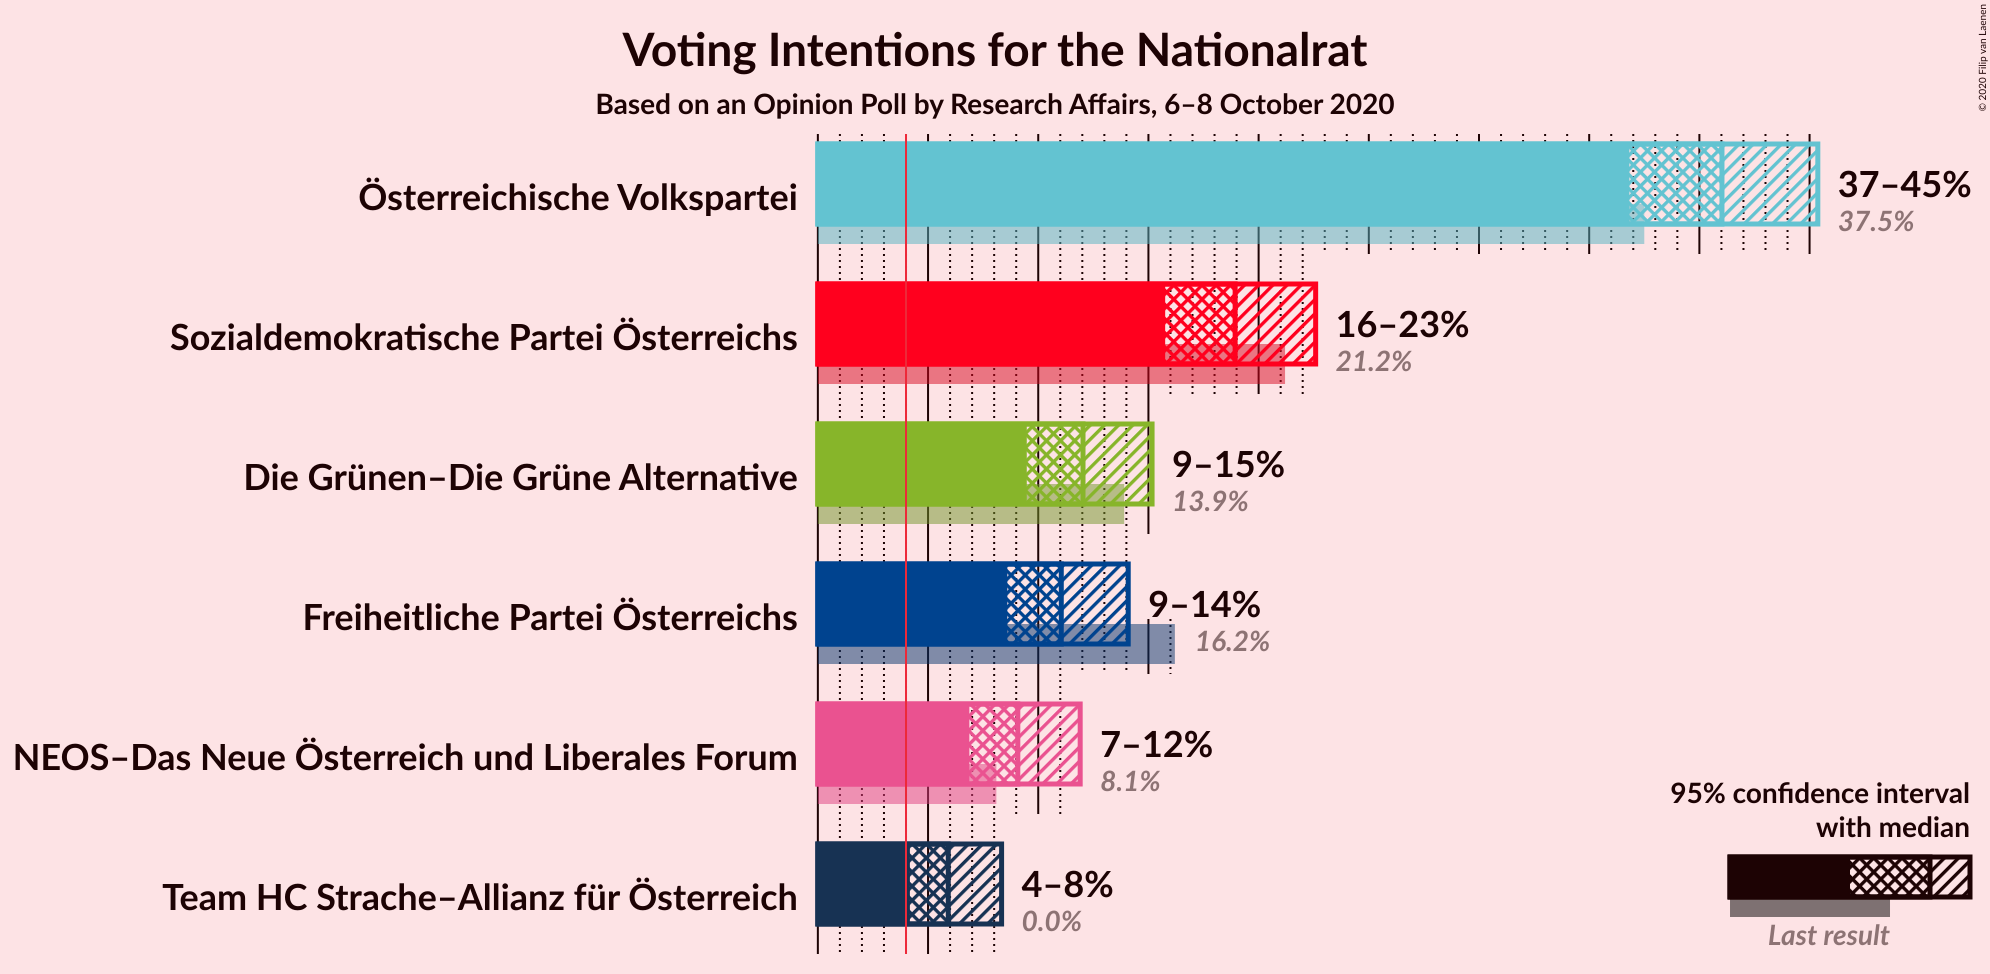 Voting Intentions for the Nationalrat
Based on an Opinion Poll by Research Affairs, 6–8 October 2020
© 2020 Filip van Laenen
Österreichische Volkspartei
37–45%
37.5%
Sozialdemokratische Partei Österreichs
16–23%
21.2%
Die Grünen–Die Grüne Alternative
9–15%
13.9%
Freiheitliche Partei Österreichs
9–14%
16.2%
NEOS–Das Neue Österreich und Liberales Forum
7–12%
8.1%
Team HC Strache–Allianz für Österreich
4–8%
0.0%
95% confidence interval
with median
Last result